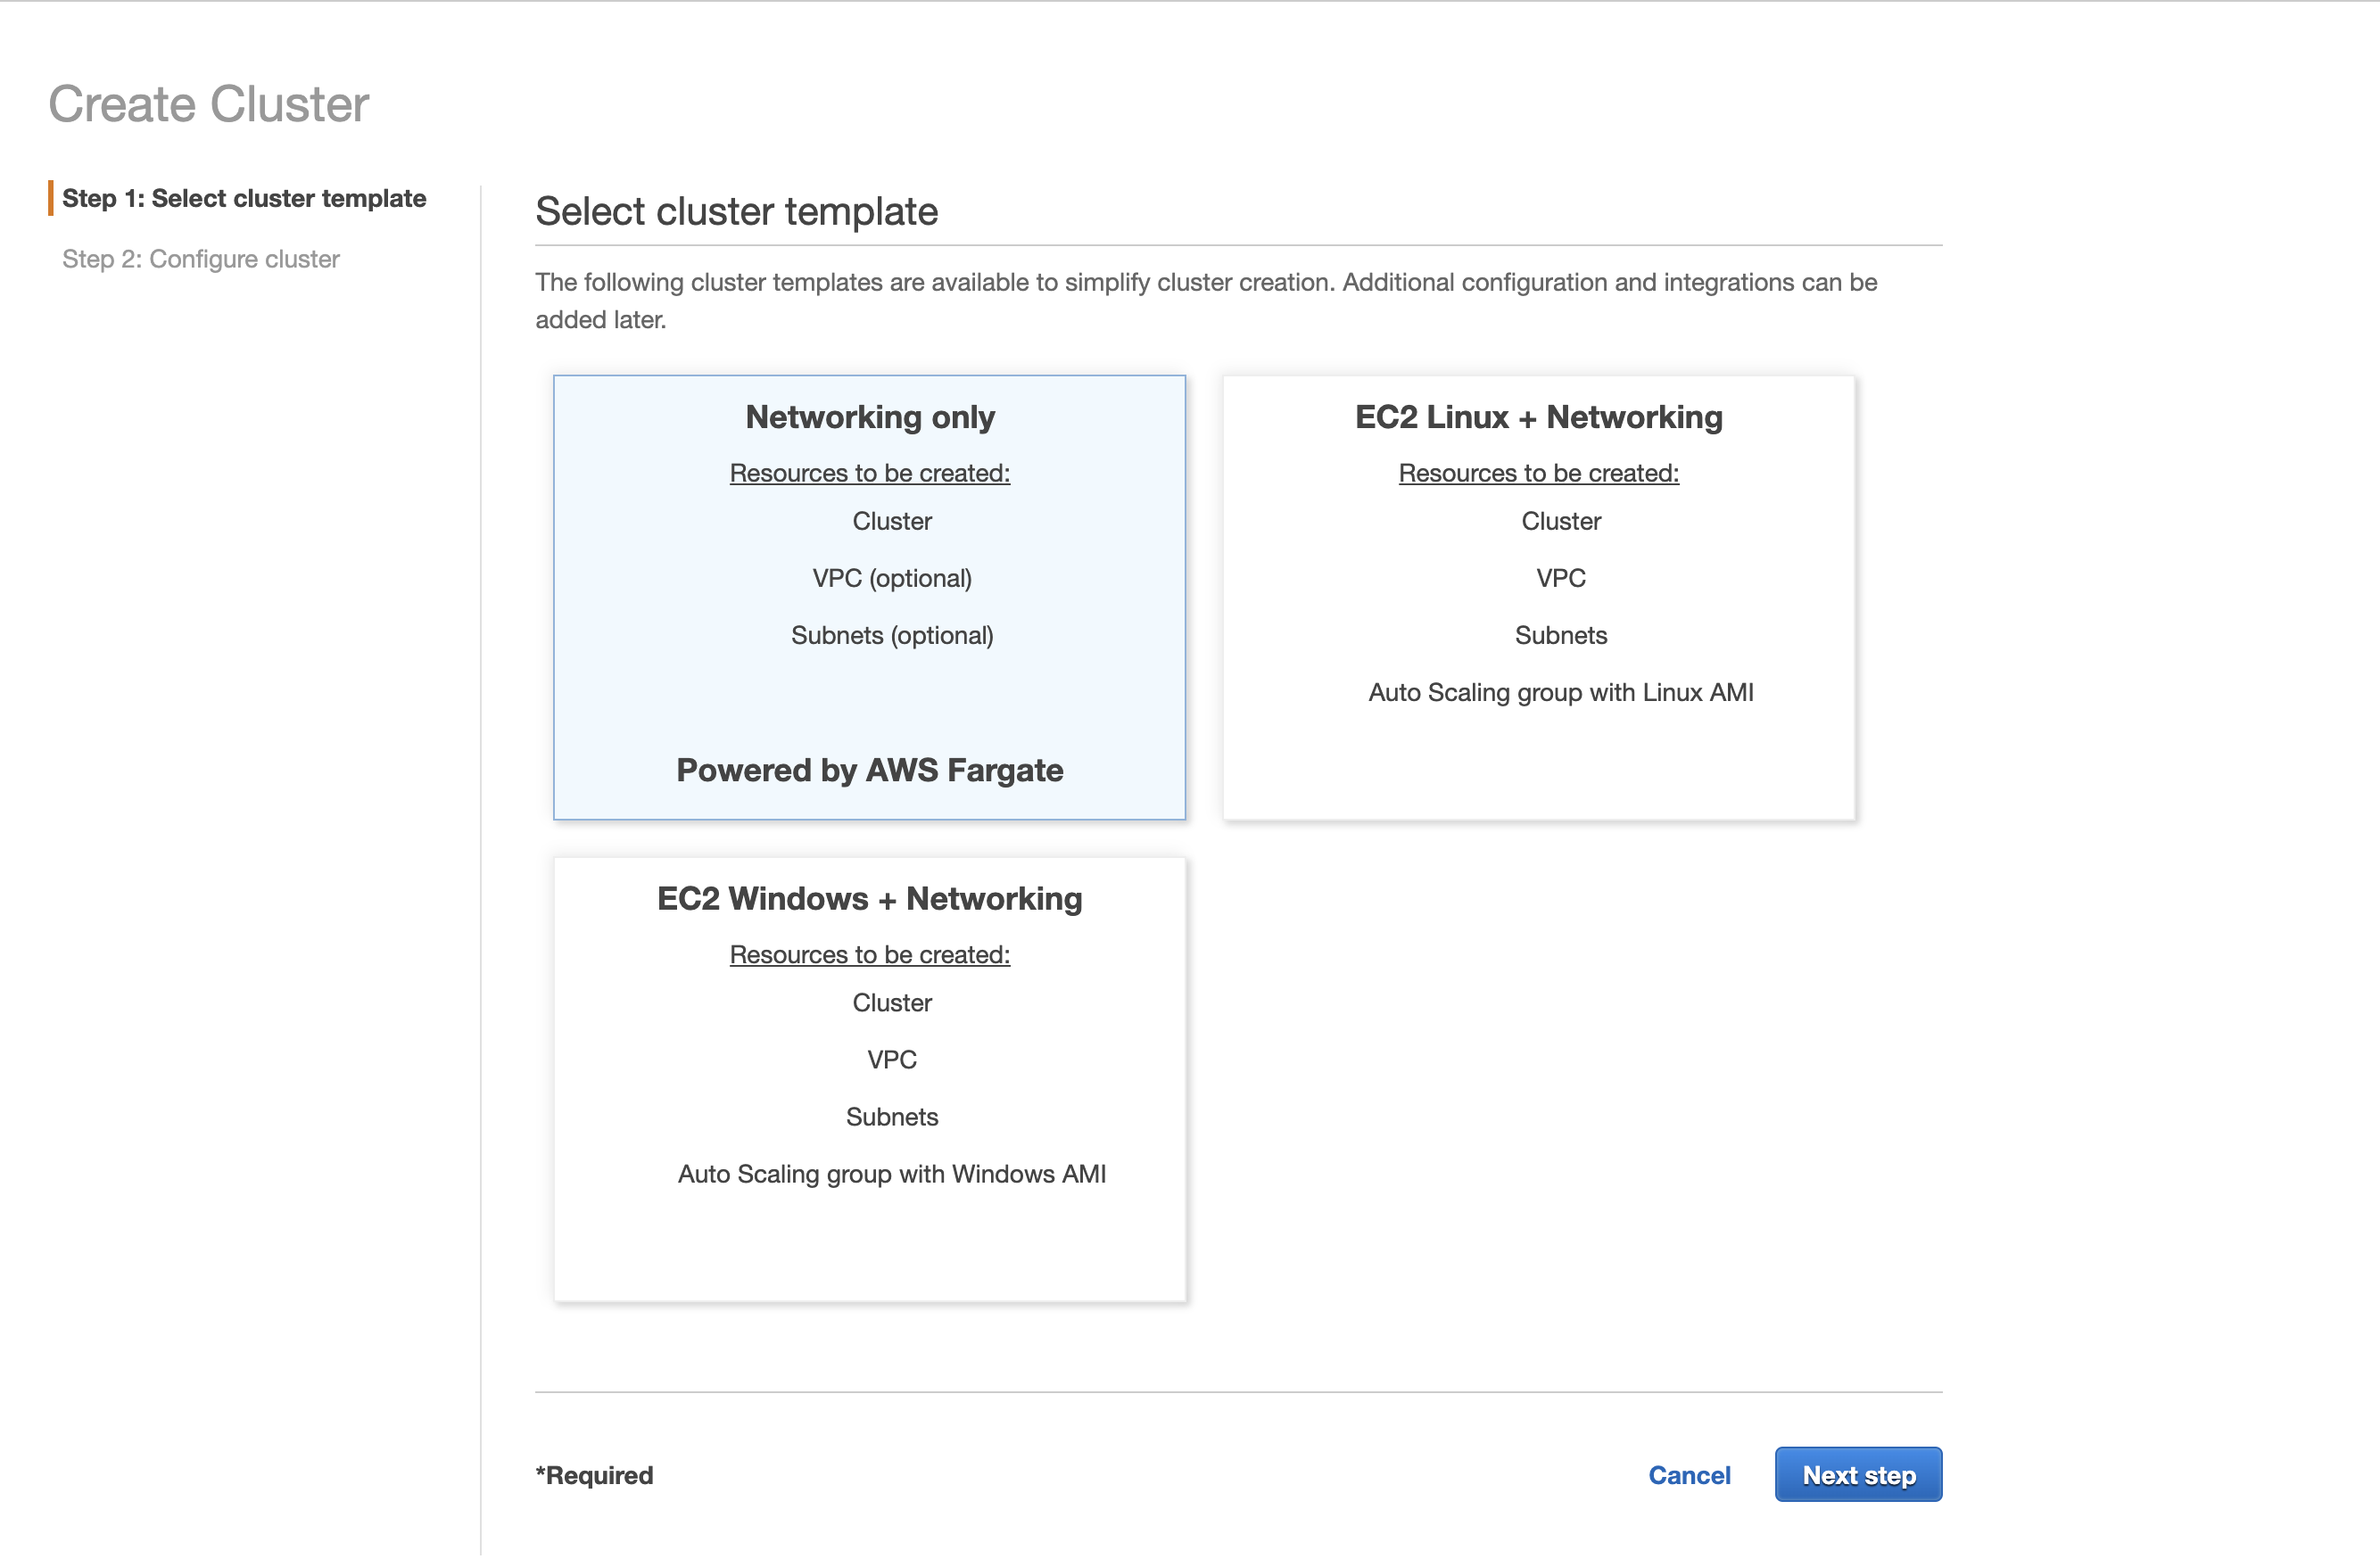 Create Cluster
Step 1: Select cluster template
Step 2: Configure cluster
Select cluster template
The following cluster templates are available to simplify cluster creation. Additional configuration and integrations can be
added later.
Networking only
Resources to be created:
Cluster
VPC (optional)
Subnets (optional)
Powered by AWS Fargate
EC2 Linux + Networking
Resources to be created:
Cluster
VPC
Subnets
Auto Scaling group with Linux AMI
EC2 Windows + Networking
Resources to be created:
Cluster
VPC
Subnets
Auto Scaling group with Windows AMI
*Required
Cancel
Next step